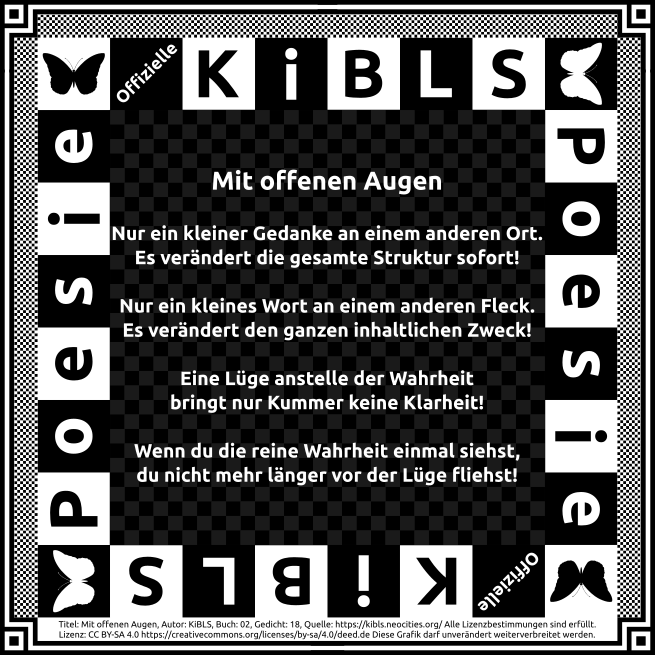 Offizielle KiBLS
Poesie
Poesie
Mit offenen Augen
Nur ein kleiner Gedanke an einem anderen Ort.
Es verändert die gesamte Struktur sofort!
Nur ein kleines Wort an einem anderen Fleck.
Es verändert den ganzen inhaltlichen Zweck!
Eine Lüge anstelle der Wahrheit
bringt nur Kummer keine Klarheit!
Wenn du die reine Wahrheit einmal siehst,
du nicht mehr länger vor der Lüge fliehst!
Offizielle KiBLS
Titel: Mit offenen Augen, Autor: KiBLS, Buch: 02, Gedicht: 18, Quelle: https://kibls.neocities.org/ Alle Lizenzbestimmungen sind erfüllt.
Lizenz: CC BY-SA 4.0 https://creativecommons.org/licenses/by-sa/4.0/deed.de Diese Grafik darf unverändert weiterverbreitet werden.